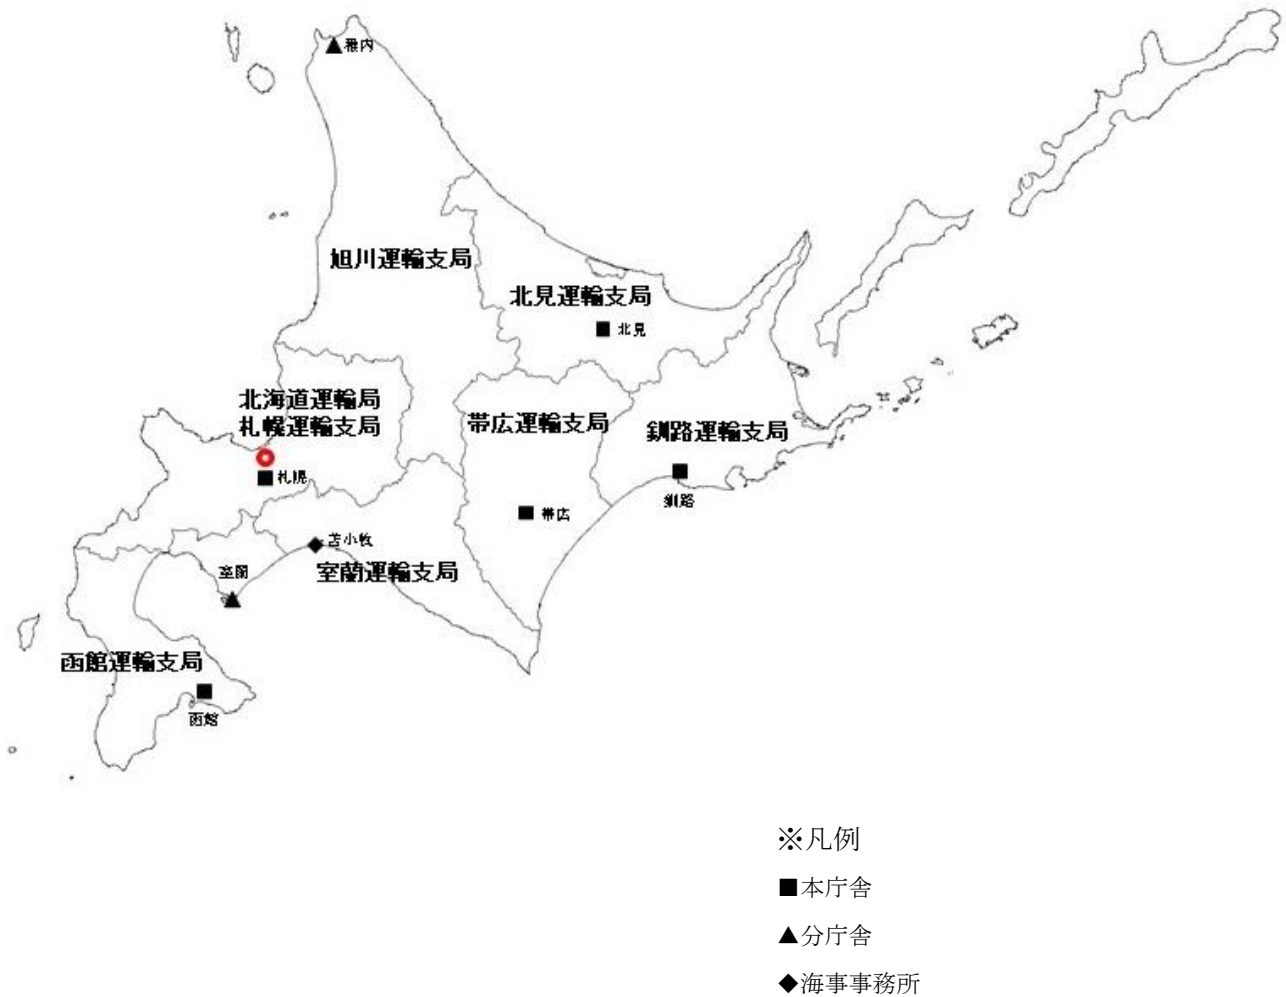 ▲稚内
旭川運輸支局
北見運輸支局
■ 北見
北海道運輸局
札幌運輸支局
■ 札幌
帯広運輸支局
■ 帯広
釧路運輸支局
■
釧路
◆ 苫小牧
室蘭運輸支局
室蘭
▲
函館運輸支局
■
函館
※凡例
■本庁舎
▲分庁舎
◆海事事務所